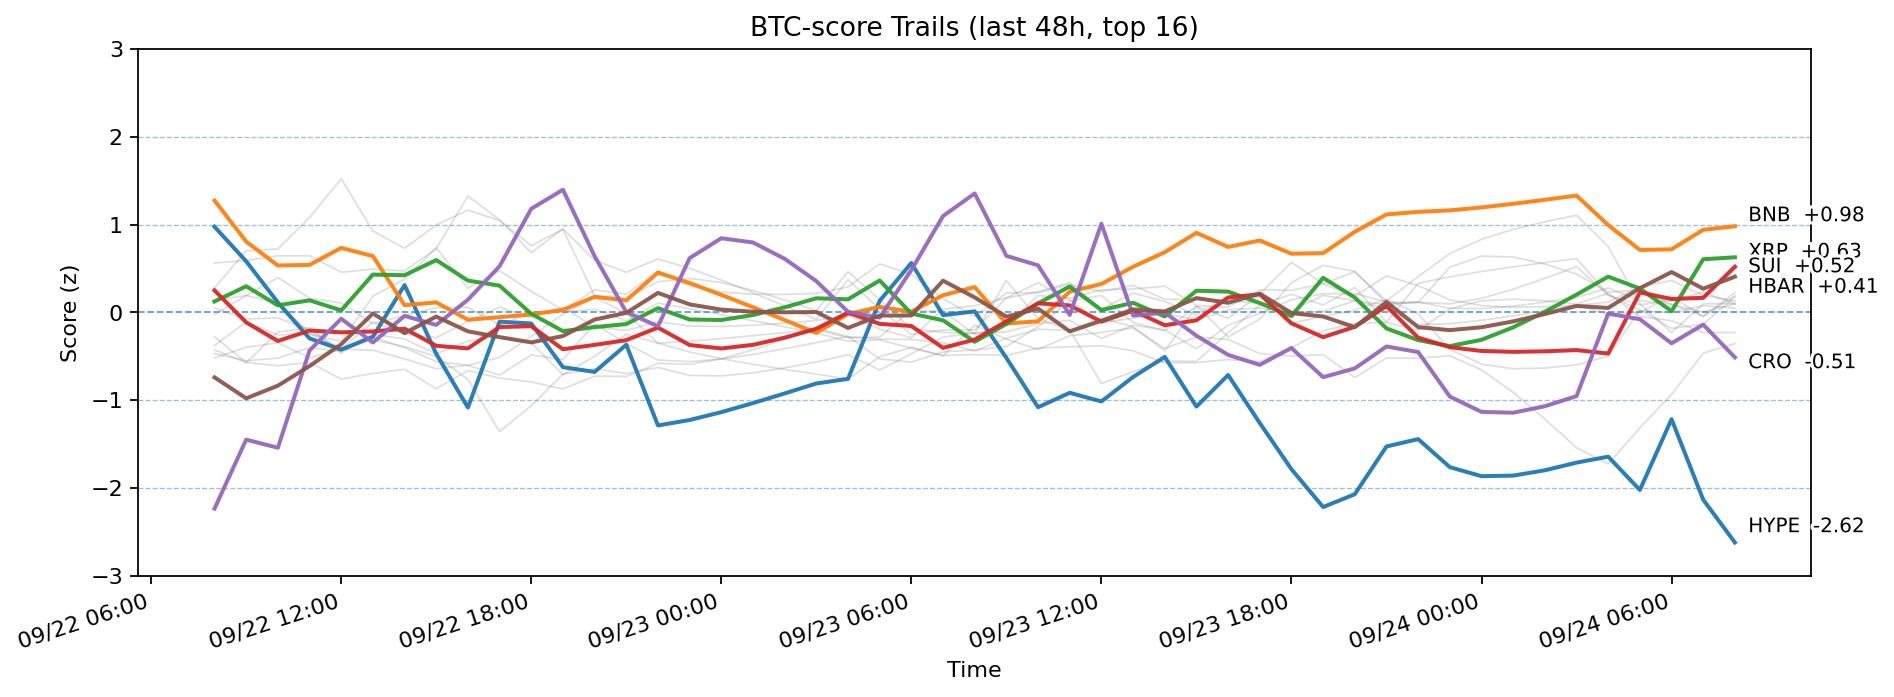 BTC-score Trails (last 48h, top 16)
Score (z)
3
2
1
0
−1
−2
−3
BNB +0.98
XRP +0.63
SUI +0.52
HBAR +0.41
CRO -0.51
HYPE -2.62
09/22 06:00
09/22 12:00
09/22 18:00
09/23 00:00
09/23 06:00
09/23 12:00
09/23 18:00
09/24 00:00
09/24 06:00
Time